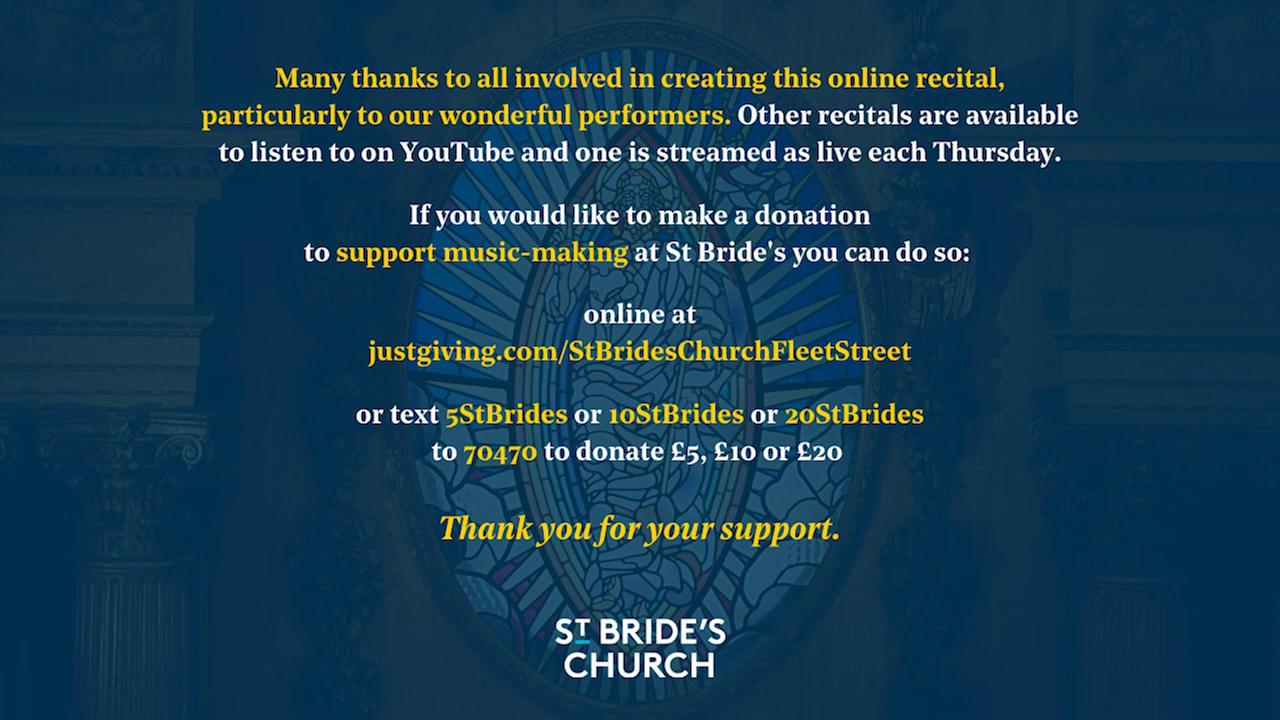 Many thanks to all involved in creating this online recital,
particularly to our wonderful performers. Other recitals are available
to listen to on YouTube and one is streamed as live each Thursday.
If you would like to make a donation
to support music-making at St Bride's you can do so:
online at
justgiving.com/StBridesChurchFleetStreet
or text 5StBrides or 10StBrides or 20StBrides
to 70470 to donate £5, £10 or £20
Thank you for your support.
ST BRIDE'S
CHURCH